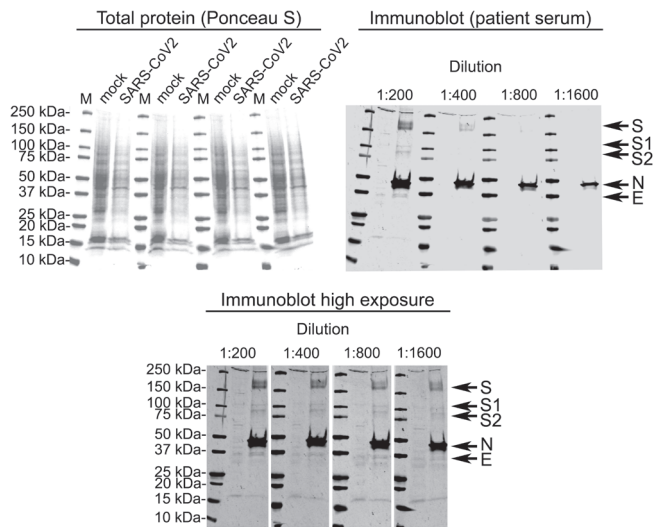 Total protein (Ponceau S)
M mock SARS-CoV2 M mock SARS-CoV2 M mock SARS-CoV2 M mock SARS-CoV2
250 kDa-
150 kDa-
100 kDa-
75 kDa-
50 kDa-
37 kDa-
25 kDa-
20 kDa-
15 kDa-
10 kDa-
Immunoblot (patient serum)
Dilution
1:200 1:400 1:800 1:1600
S
S1
S2
N
E
Immunoblot high exposure
Dilution
1:200 1:400 1:800 1:1600
250 kDa-
150 kDa-
100 kDa-
75 kDa-
50 kDa-
37 kDa-
25 kDa-
20 kDa-
15 kDa-
10 kDa-
S
S1
S2
N
E